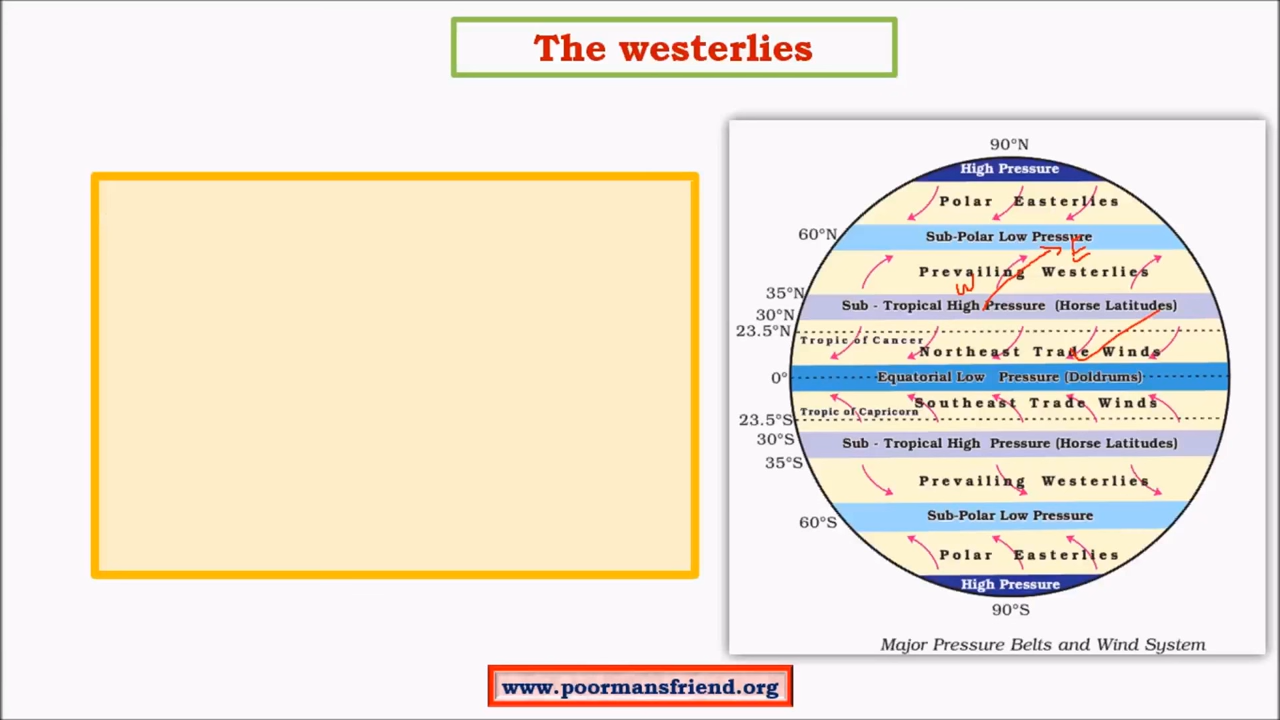 The westerlies
90°N
High Pressure
Polar Easterlies
60°N
Sub-Polar Low Pressure
E
Prevailing Westerlies
W
35°N
Sub - Tropical High Pressure (Horse Latitudes)
30°N
23.5°N
Tropic of Cancer
Northeast Trade Winds
0°
Equatorial Low Pressure (Doldrums)
Southeast Trade Winds
Tropic of Capricorn
23.5°S
30°S
Sub - Tropical High Pressure (Horse Latitudes)
35°S
Prevailing Westerlies
Sub-Polar Low Pressure
60°S
Polar Easterlies
High Pressure
90°S
Major Pressure Belts and Wind System
www.poormansfriend.org